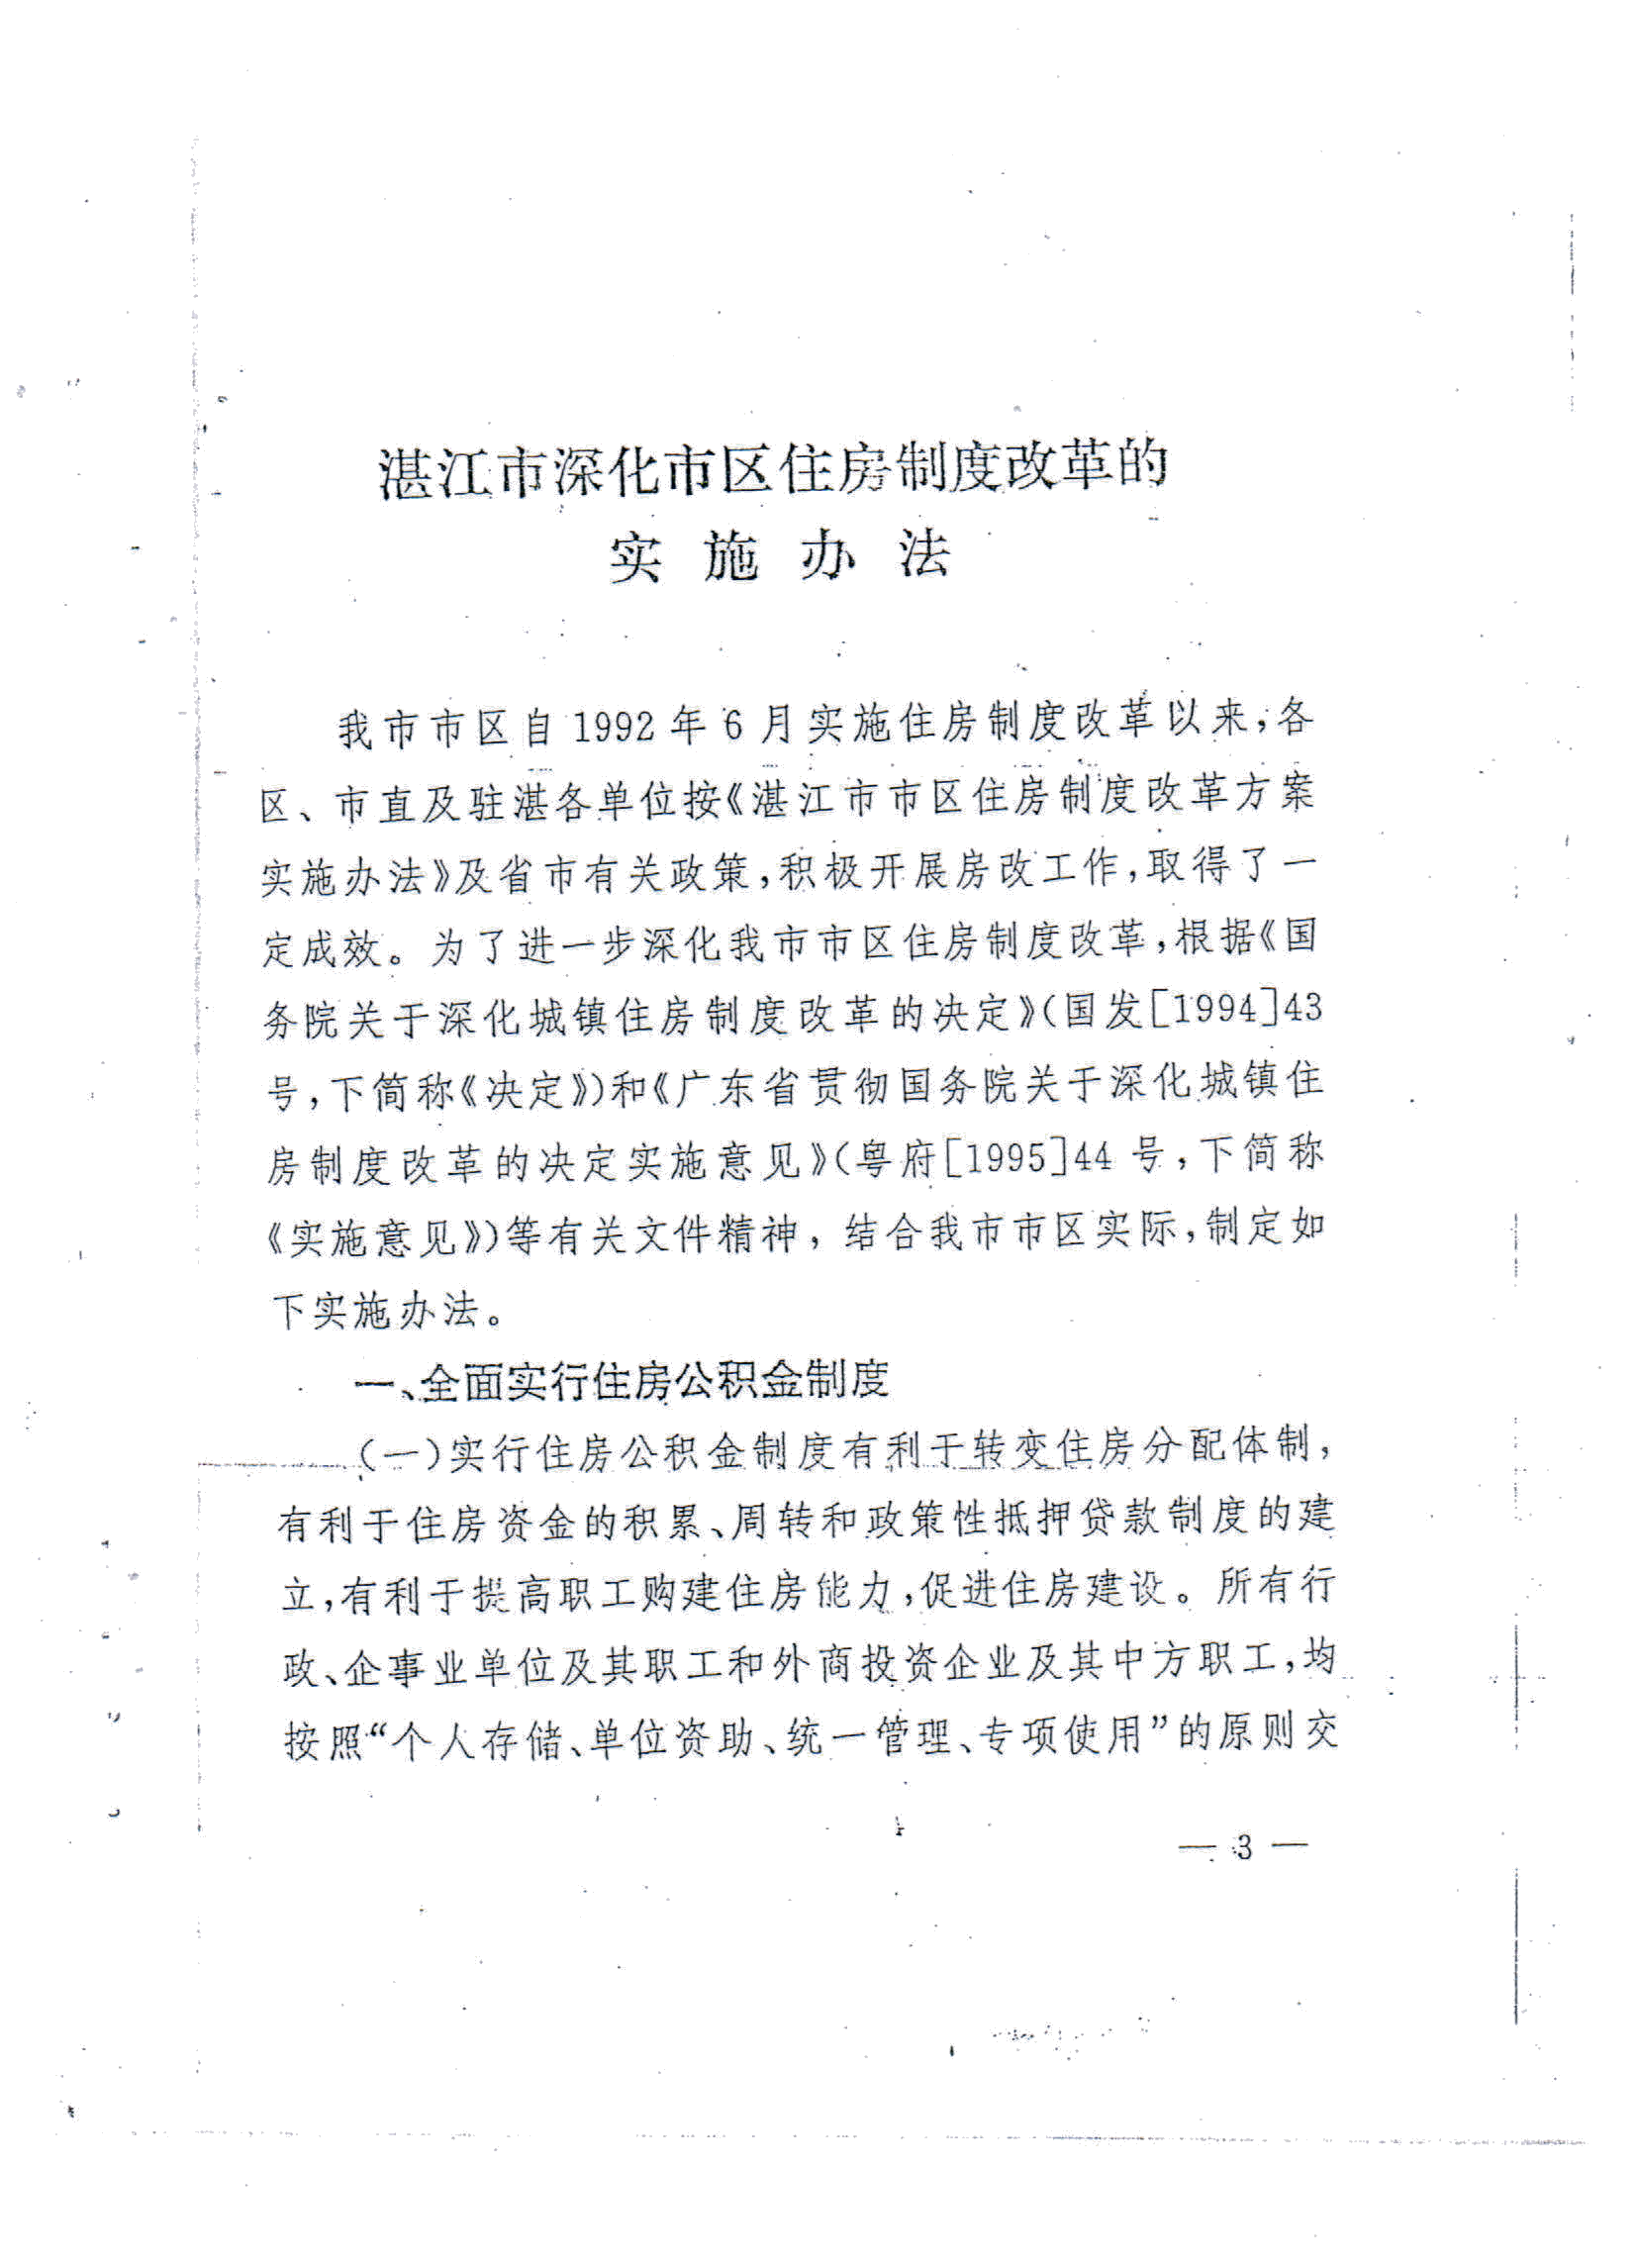 湛江市深化市区住房制度改革的
实施办法
我市市区自1992年6月实施住房制度改革以来,各
区、市直及驻湛各单位按《湛江市市区住房制度改革方案
实施办法》及省市有关政策,积极开展房改工作,取得了一
定成效。为了进一步深化我市市区住房制度改革,根据《国
务院关于深化城镇住房制度改革的决定》(国发[1994]43
号,下简称《决定》)和《广东省贯彻国务院关于深化城镇住
房制度改革的决定实施意见》(粤府[1995]44号,下简称
《实施意见》)等有关文件精神,结合我市市区实际,制定如
下实施办法。
一、全面实行住房公积金制度
(一)实行住房公积金制度有利于转变住房分配体制,
有利于住房资金的积累、周转和政策性抵押贷款制度的建
立,有利于提高职工购建住房能力,促进住房建设。所有行
政、企事业单位及其职工和外商投资企业及其中方职工,均
按照“个人存储、单位资助、统一管理、专项使用”的原则交
— 3 —